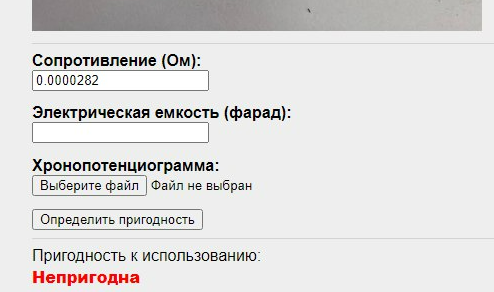 Сопротивление (Ом):
0.0000282
Электрическая емкость (фарад):
Хронопотенциограмма:
Выберите файл Файл не выбран
Определить пригодность
Пригодность к использованию:
Непригодна